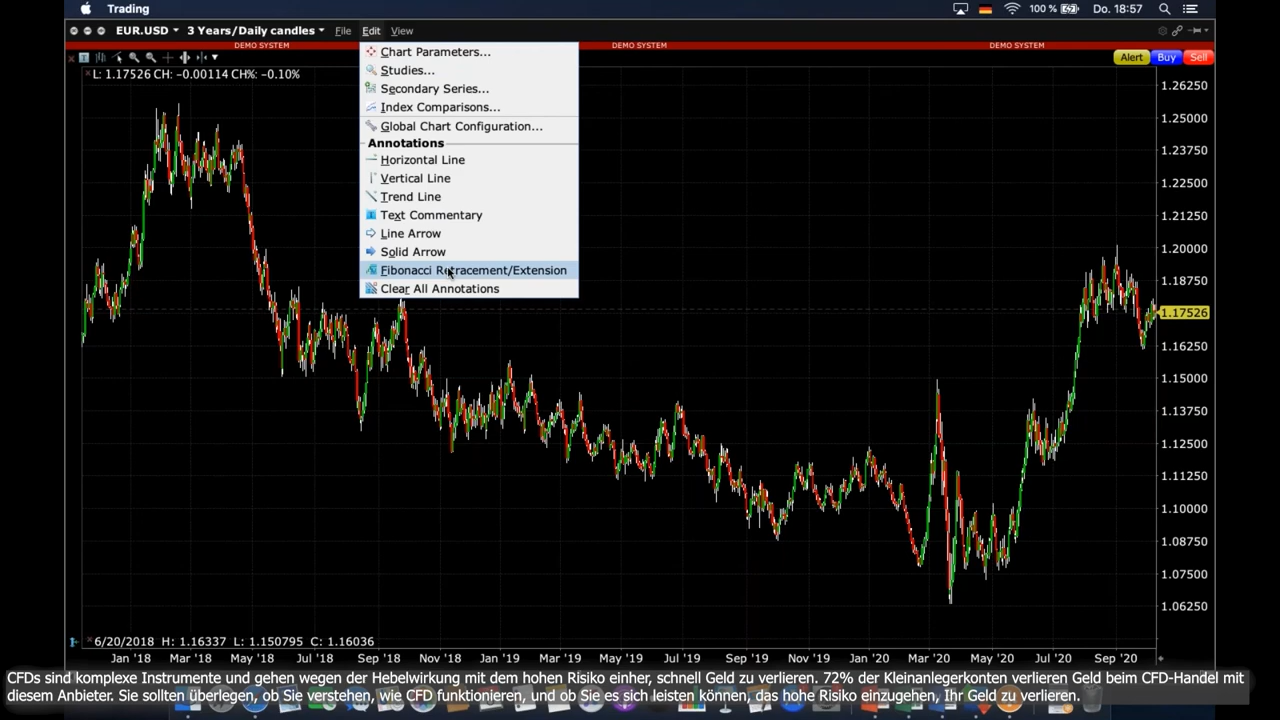 Trading
100 %
Do. 18:57
EUR.USD
3 Years/Daily candles
File
Edit
View
DEMO SYSTEM
DEMO SYSTEM
DEMO SYSTEM
L: 1.17526 CH: −0.00114 CH%: −0.10%
Alert
Buy
Sell
Chart Parameters...
Studies...
Secondary Series...
Index Comparisons...
Global Chart Configuration...
Annotations
Horizontal Line
Vertical Line
Trend Line
Text Commentary
Line Arrow
Solid Arrow
Fibonacci Retracement/Extension
Clear All Annotations
1.26250
1.25000
1.23750
1.22500
1.21250
1.20000
1.18750
1.17526
1.16250
1.15000
1.13750
1.12500
1.11250
1.10000
1.08750
1.07500
1.06250
6/20/2018 H: 1.16337 L: 1.150795 C: 1.16036
Jan '18
Mar '18
May '18
Jul '18
Sep '18
Nov '18
Jan '19
Mar '19
May '19
Jul '19
Sep '19
Nov '19
Jan '20
Mar '20
May '20
Jul '20
Sep '20
CFDs sind komplexe Instrumente und gehen wegen der Hebelwirkung mit dem hohen Risiko einher, schnell Geld zu verlieren. 72% der Kleinanlegerkonten verlieren Geld beim CFD-Handel mit
diesem Anbieter. Sie sollten überlegen, ob Sie verstehen, wie CFD funktionieren, und ob Sie es sich leisten können, das hohe Risiko einzugehen, Ihr Geld zu verlieren.